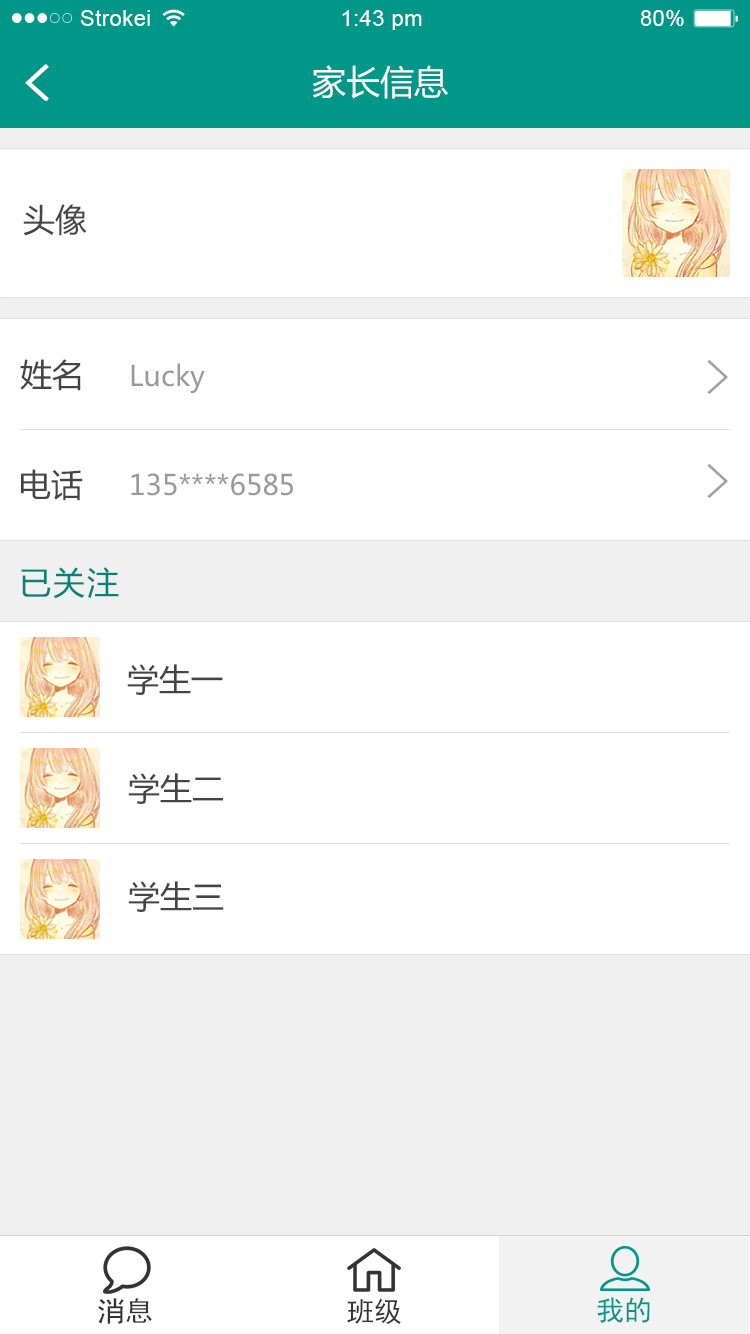 Strokei 1:43 pm 80%
家长信息
头像
姓名 Lucky
电话 135****6585
已关注
学生一
学生二
学生三
消息 班级 我的